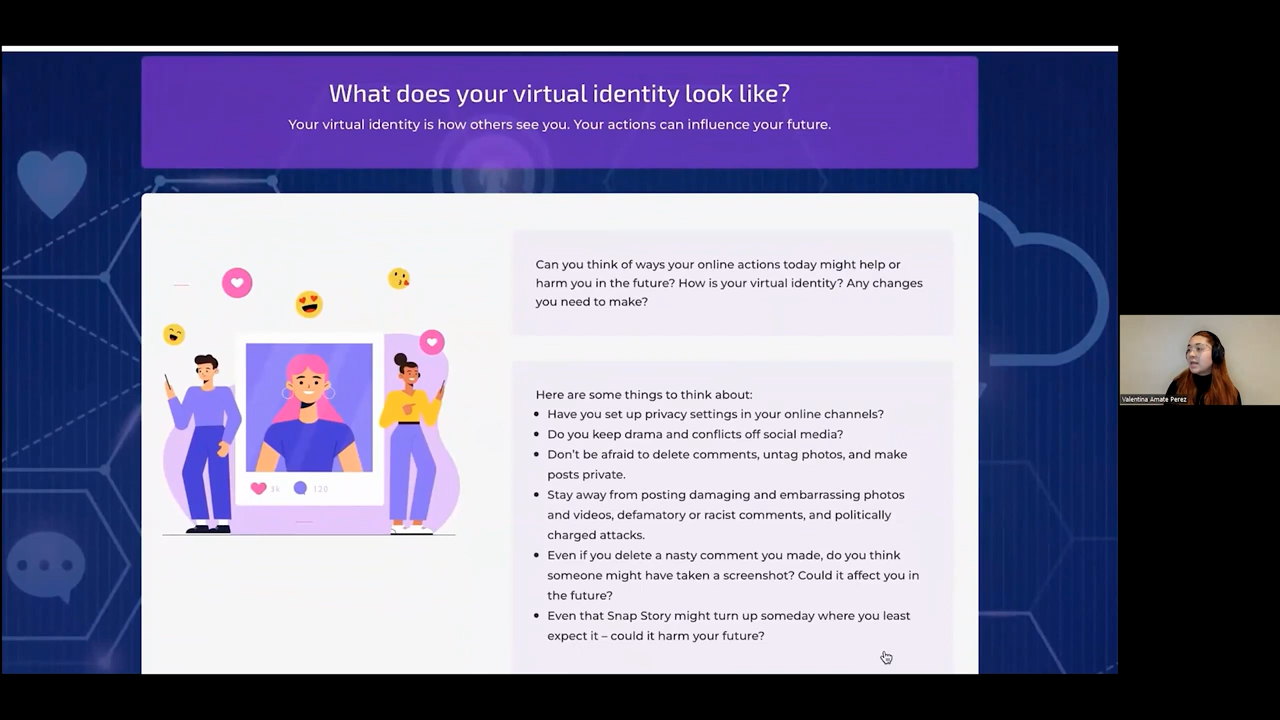 What does your virtual identity look like?
Your virtual identity is how others see you. Your actions can influence your future.
Can you think of ways your online actions today might help or
harm you in the future? How is your virtual identity? Any changes
you need to make?
Here are some things to think about:
• Have you set up privacy settings in your online channels?
• Do you keep drama and conflicts off social media?
• Don't be afraid to delete comments, untag photos, and make
posts private.
• Stay away from posting damaging and embarrassing photos
and videos, defamatory or racist comments, and politically
charged attacks.
• Even if you delete a nasty comment you made, do you think
someone might have taken a screenshot? Could it affect you in
the future?
• Even that Snap Story might turn up someday where you least
expect it – could it harm your future?
Valentina Amate Perez